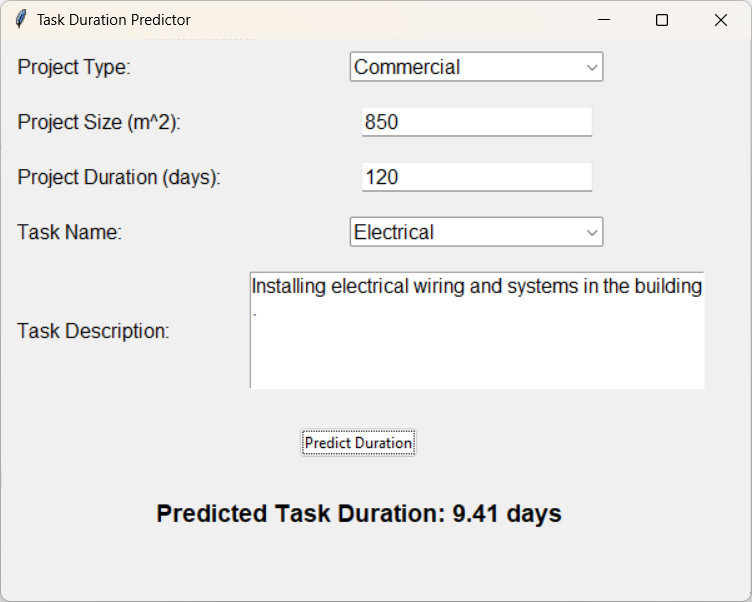 Task Duration Predictor
Project Type: Commercial
Project Size (m^2): 850
Project Duration (days): 120
Task Name: Electrical
Task Description: Installing electrical wiring and systems in the building
.
Predict Duration
Predicted Task Duration: 9.41 days